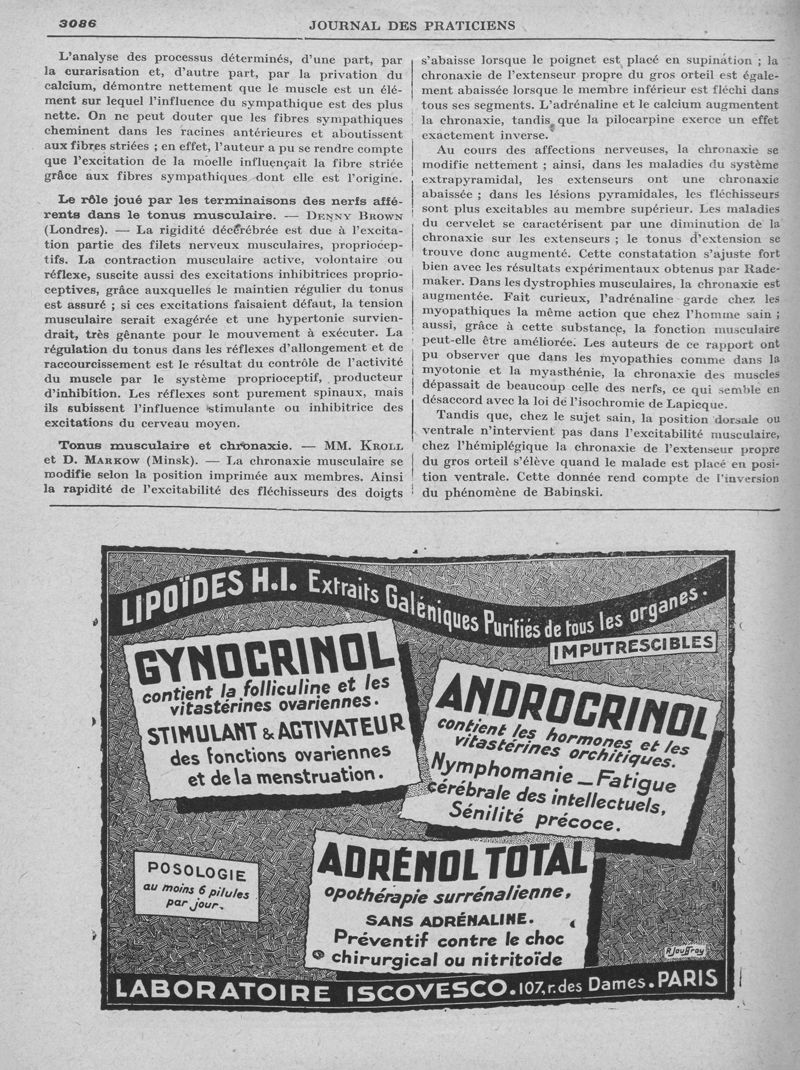 3086
JOURNAL DES PRATICIENS
L'analyse des processus déterminés, d'une part, par
la curarisation et, d'autre part, par la privation du
calcium, démontre nettement que le muscle est un élé-
ment sur lequel l'influence du sympathique est des plus
nette. On ne peut douter que les fibres sympathiques
cheminent dans les racines antérieures et aboutissent
aux fibres striées ; en effet, l'auteur a pu se rendre compte
que l'excitation de la moelle influençait la fibre striée
grâce aux fibres sympathiques dont elle est l'origine.
Le rôle joué par les terminaisons des nerfs affé-
rents dans le tonus musculaire. — DENNY BROWN
(Londres). — La rigidité décérébrée est due à l'excita-
tion partie des filets nerveux musculaires, propriocep-
tifs. La contraction musculaire active, volontaire ou
réflexe, suscite aussi des excitations inhibitrices proprio-
ceptives, grâce auxquelles le maintien régulier du tonus
est assuré ; si ces excitations faisaient défaut, la tension
musculaire serait exagérée et une hypertonie survien-
drait, très gênante pour le mouvement à exécuter. La
régulation du tonus dans les réflexes d'allongement et de
raccourcissement est le résultat du contrôle de l'activité
du muscle par le système proprioceptif, producteur
d'inhibition. Les réflexes sont purement spinaux, mais
ils subissent l'influence stimulante ou inhibitrice des
excitations du cerveau moyen.
Tonus musculaire et chronaxie. — MM. KROLL
et D. MARKOW (Minsk). — La chronaxie musculaire se
modifie selon la position imprimée aux membres. Ainsi
la rapidité de l'excitabilité des fléchisseurs des doigts
s'abaisse lorsque le poignet est placé en supination ; la
chronaxie de l'extenseur propre du gros orteil est égale-
ment abaissée lorsque le membre inférieur est fléchi dans
tous ses segments. L'adrénaline et le calcium augmentent
la chronaxie, tandis que la pilocarpine exerce un effet
exactement inverse.
Au cours des affections nerveuses, la chronaxie se
modifie nettement ; ainsi, dans les maladies du système
extrapyramidal, les extenseurs ont une chronaxie
abaissée ; dans les lésions pyramidales, les fléchisseurs
sont plus excitables au membre supérieur. Les maladies
du cervelet se caractérisent par une diminution de la
chronaxie sur les extenseurs ; le tonus d'extension se
trouve donc augmenté. Cette constatation s'ajuste fort
bien avec les résultats expérimentaux obtenus par Rade-
maker. Dans les dystrophies musculaires, la chronaxie est
augmentée. Fait curieux, l'adrénaline garde chez les
myopathiques la même action que chez l'homme sain ;
aussi, grâce à cette substance, la fonction musculaire
peut-elle être améliorée. Les auteurs de ce rapport ont
pu observer que dans les myopathies comme dans la
myotonie et la myasthénie, la chronaxie des muscles
dépassait de beaucoup celle des nerfs, ce qui semble en
désaccord avec la loi de l'isochromie de Lapicque.
Tandis que, chez le sujet sain, la position dorsale ou
ventrale n'intervient pas dans l'excitabilité musculaire,
chez l'hémiplégique la chronaxie de l'extenseur propre
du gros orteil s'élève quand le malade est placé en posi-
tion ventrale. Cette donnée rend compte de l'inversion
du phénomène de Babinski.
LIPOÏDES H.I. Extraits Galéniques Purifiés de tous les organes.
IMPUTRESCIBLES
GYNOCRINOL
contient la folliculine et les
vitastérines ovariennes.
STIMULANT & ACTIVATEUR
des fonctions ovariennes
et de la menstruation.
ANDROCRINOL
contient les hormones et les
vitastérines orchitiques.
Nymphomanie _ Fatigue
cérébrale des intellectuels,
Sénilité précoce.
POSOLOGIE
au moins 6 pilules
par jour.
ADRÉNOL TOTAL
opothérapie surrénalienne,
SANS ADRÉNALINE.
Préventif contre le choc
chirurgical ou nitritoïde
R. Jouffroy
LABORATOIRE ISCOVESCO. 107, r. des Dames. PARIS